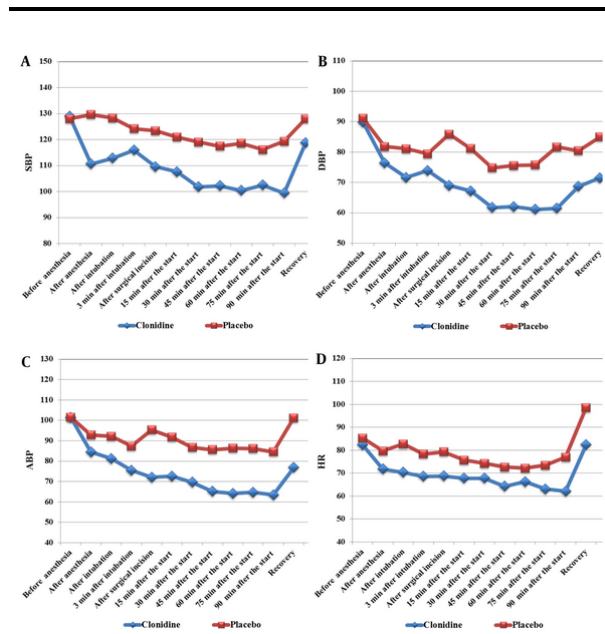 A
SBP
150
140
130
120
110
100
90
80
Before anesthesia
After anesthesia
After intubation
3 min after intubation
After surgical incision
15 min after the start
30 min after the start
45 min after the start
60 min after the start
75 min after the start
90 min after the start
Recovery
Clonidine Placebo
B
DBP
110
100
90
80
70
60
50
Before anesthesia
After anesthesia
After intubation
3 min after intubation
After surgical incision
15 min after the start
30 min after the start
45 min after the start
60 min after the start
75 min after the start
90 min after the start
Recovery
Clonidine Placebo
C
ABP
130
120
110
100
90
80
70
60
50
40
Before anesthesia
After anesthesia
After intubation
3 min after intubation
After surgical incision
15 min after the start
30 min after the start
45 min after the start
60 min after the start
75 min after the start
90 min after the start
Recovery
Clonidine Placebo
D
HR
120
110
100
90
80
70
60
50
40
Before anesthesia
After anesthesia
After intubation
3 min after intubation
After surgical incision
15 min after the start
30 min after the start
45 min after the start
60 min after the start
75 min after the start
90 min after the start
Recovery
Clonidine Placebo